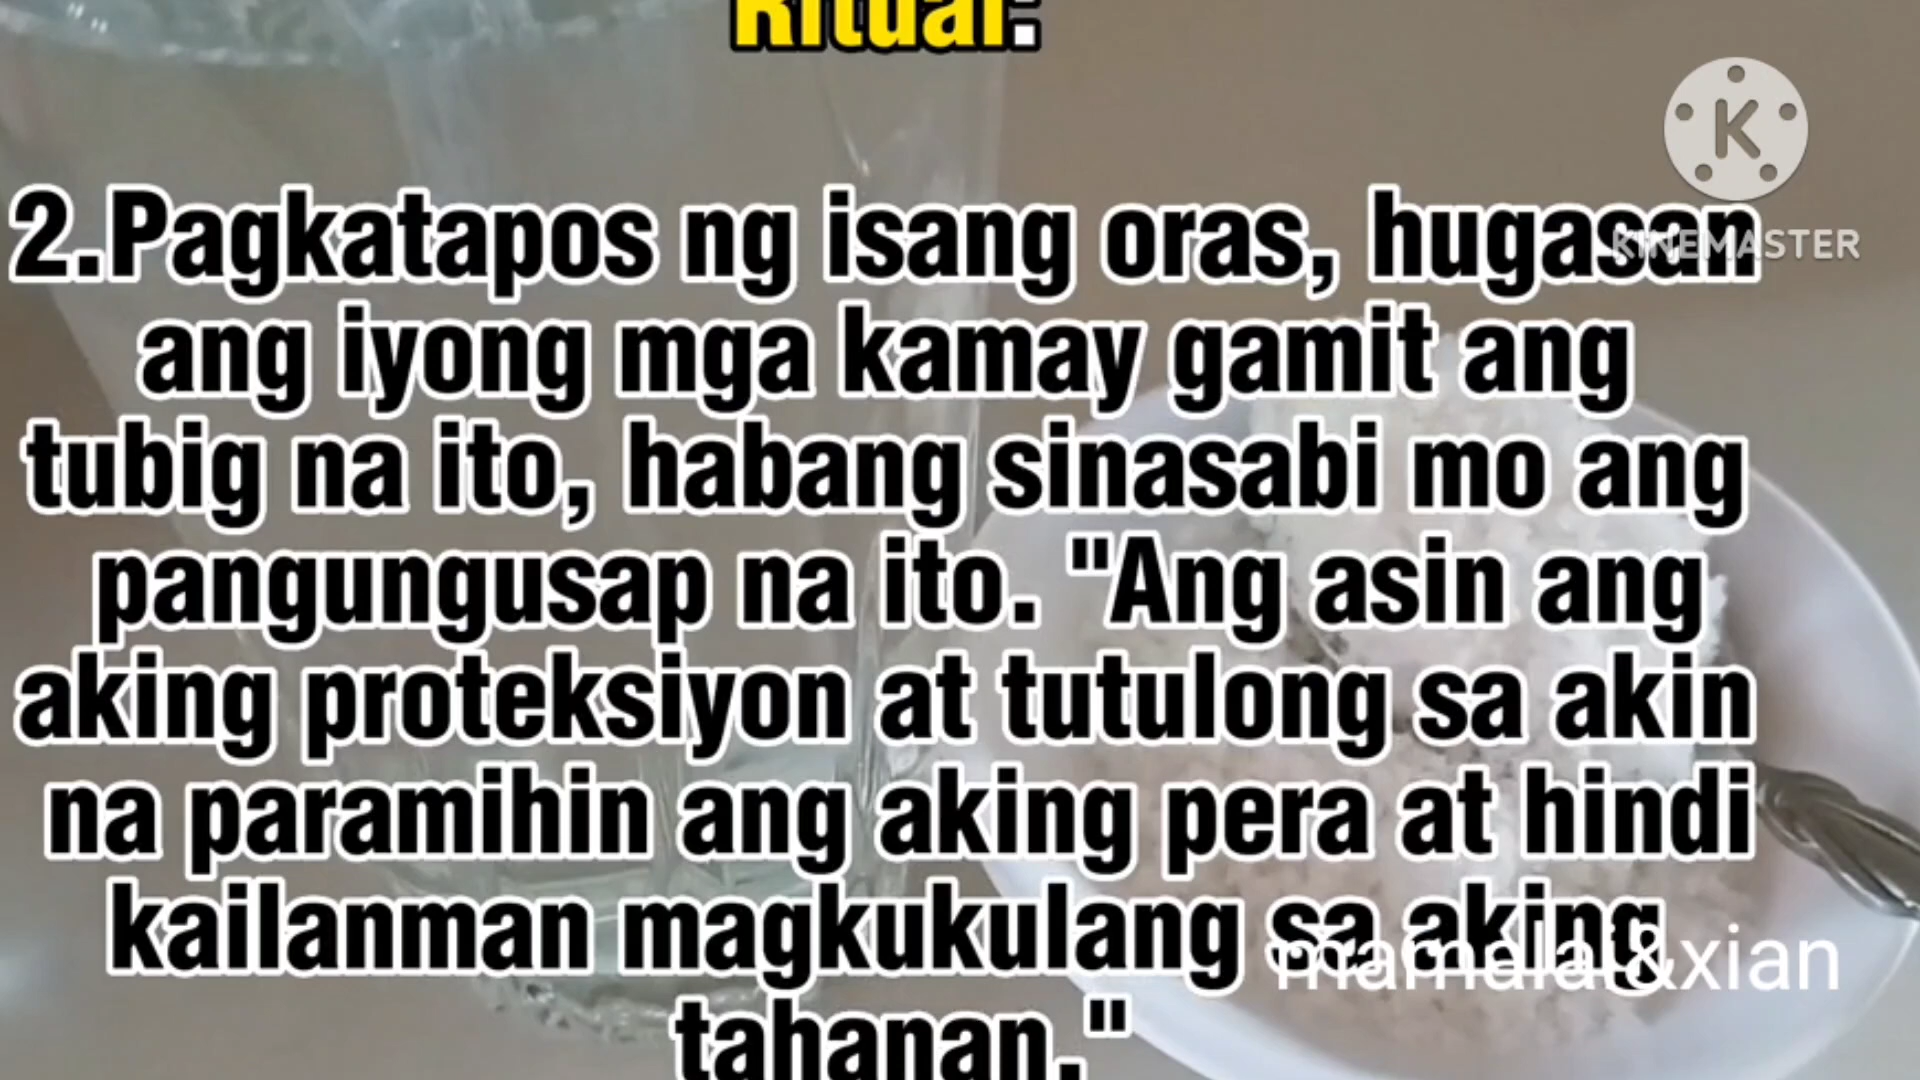 Ritual:
2.Pagkatapos ng isang oras, hugasan
ang iyong mga kamay gamit ang
tubig na ito, habang sinasabi mo ang
pangungusap na ito. "Ang asin ang
aking proteksiyon at tutulong sa akin
na paramihin ang aking pera at hindi
kailanman magkukulang sa aking
tahanan."
K
KINEMASTER
mamalai&xian